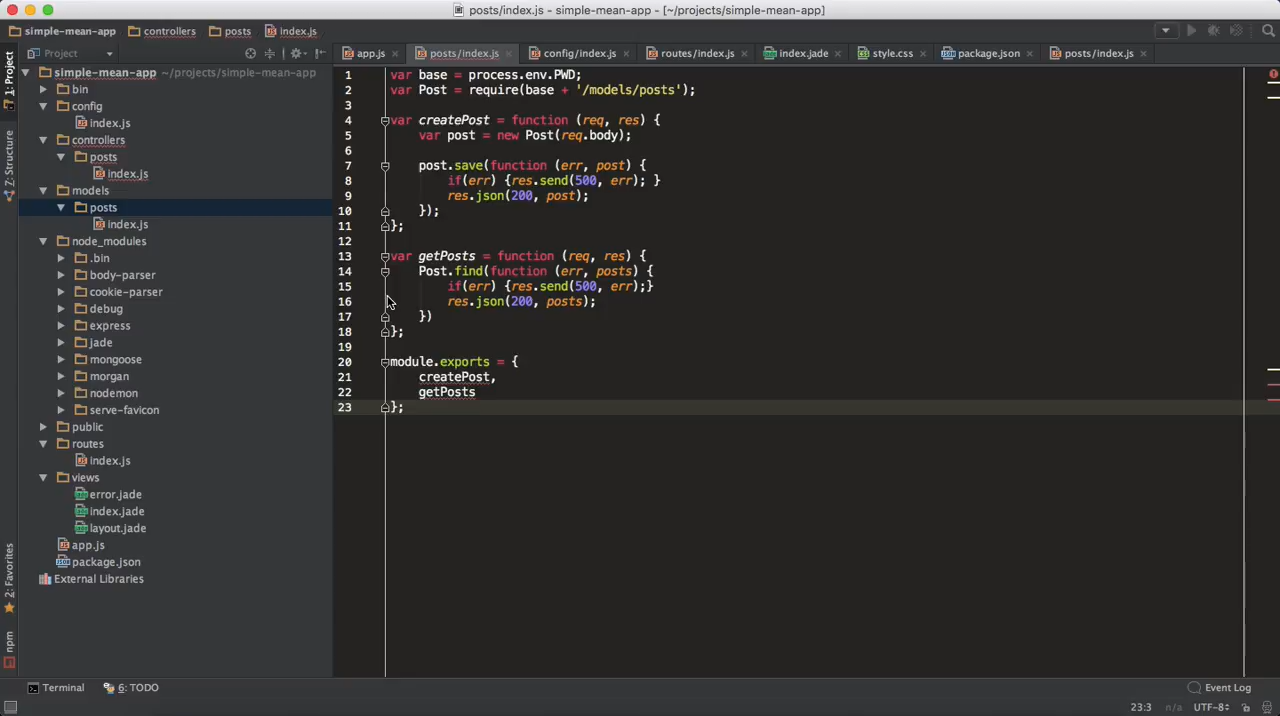 posts/index.js - simple-mean-app - [~/projects/simple-mean-app]
simple-mean-app controllers posts index.js
Project
app.js posts/index.js config/index.js routes/index.js index.jade style.css package.json posts/index.js
1: Project
Z: Structure
2: Favorites
npm
simple-mean-app ~/projects/simple-mean-app
bin
config
index.js
controllers
posts
index.js
models
posts
index.js
node_modules
.bin
body-parser
cookie-parser
debug
express
jade
mongoose
morgan
nodemon
serve-favicon
public
routes
index.js
views
error.jade
index.jade
layout.jade
app.js
package.json
External Libraries
1 var base = process.env.PWD;
2 var Post = require(base + '/models/posts');
3
4 var createPost = function (req, res) {
5 var post = new Post(req.body);
6
7 post.save(function (err, post) {
8 if(err) {res.send(500, err); }
9 res.json(200, post);
10 });
11 };
12
13 var getPosts = function (req, res) {
14 Post.find(function (err, posts) {
15 if(err) {res.send(500, err);}
16 res.json(200, posts);
17 })
18 };
19
20 module.exports = {
21 createPost,
22 getPosts
23 };
Terminal 6: TODO Event Log
23:3 n/a UTF-8